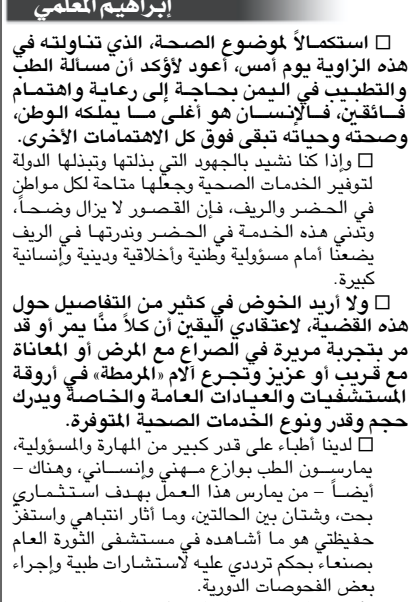 إبراهيم المعلمي
□ استكمالاً لموضوع الصحة، الذي تناولته في
هذه الزاوية يوم أمس، أعود لأؤكد أن مسألة الطب
والتطبيب في اليمن بحاجة إلى رعاية واهتمام
فائقين، فالإنسان هو أغلى ما يملكه الوطن،
وصحته وحياته تبقى فوق كل الاهتمامات الأخرى.
□ وإذا كنا نشيد بالجهود التي بذلتها وتبذلها الدولة
لتوفير الخدمات الصحية وجعلها متاحة لكل مواطن
في الحضر والريف، فإن القصور لا يزال وضحاً،
وتدني هذه الخدمة في الحضر وندرتها في الريف
يضعنا أمام مسؤولية وطنية وأخلاقية ودينية وإنسانية
كبيرة.
□ ولا أريد الخوض في كثير من التفاصيل حول
هذه القضية، لاعتقادي اليقين أن كلاً منَّا يمر أو قد
مر بتجربة مريرة في الصراع مع المرض أو المعاناة
مع قريب أو عزيز وتجرع آلام «المرمطة» في أروقة
المستشفيات والعيادات العامة والخاصة ويدرك
حجم وقدر ونوع الخدمات الصحية المتوفرة.
□ لدينا أطباء على قدر كبير من المهارة والمسؤولية،
يمارسون الطب بوازع مهني وإنساني، وهناك –
أيضاً – من يمارس هذا العمل بهدف استثماري
بحت، وشتان بين الحالتين، وما أثار انتباهي واستفزّ
حفيظتي هو ما أشاهده في مستشفى الثورة العام
بصنعاء بحكم ترددي عليه لاستشارات طبية وإجراء
بعض الفحوصات الدورية.